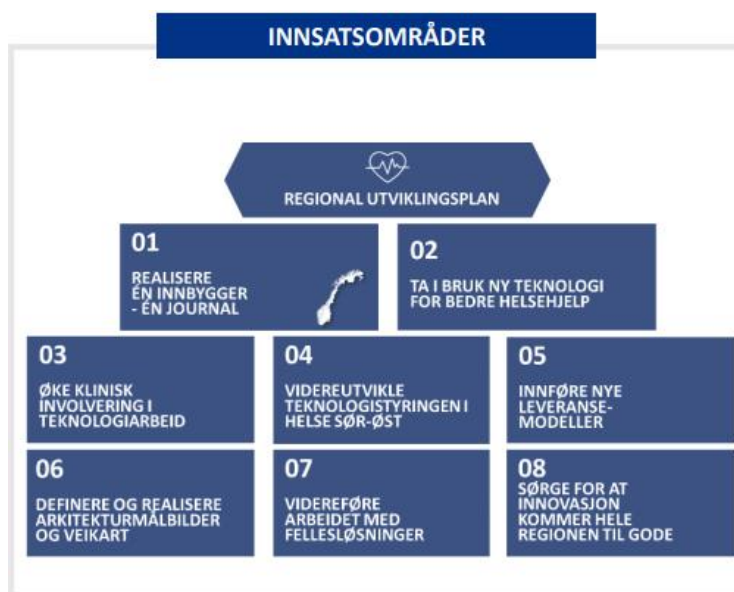 INNSATSOMRÅDER
REGIONAL UTVIKLINGSPLAN
01
REALISERE
ÉN INNBYGGER
- ÉN JOURNAL
02
TA I BRUK NY TEKNOLOGI
FOR BEDRE HELSEHJELP
03
ØKE KLINISK
INVOLVERING I
TEKNOLOGIARBEID
04
VIDEREUTVIKLE
TEKNOLOGISTYRINGEN I
HELSE SØR-ØST
05
INNFØRE NYE
LEVERANSE-
MODELLER
06
DEFINERE OG REALISERE
ARKITEKTURMÅLBILDER
OG VEIKART
07
VIDEREFØRE
ARBEIDET MED
FELLESLØSNINGER
08
SØRGE FOR AT
INNOVASJON
KOMMER HELE
REGIONEN TIL GODE